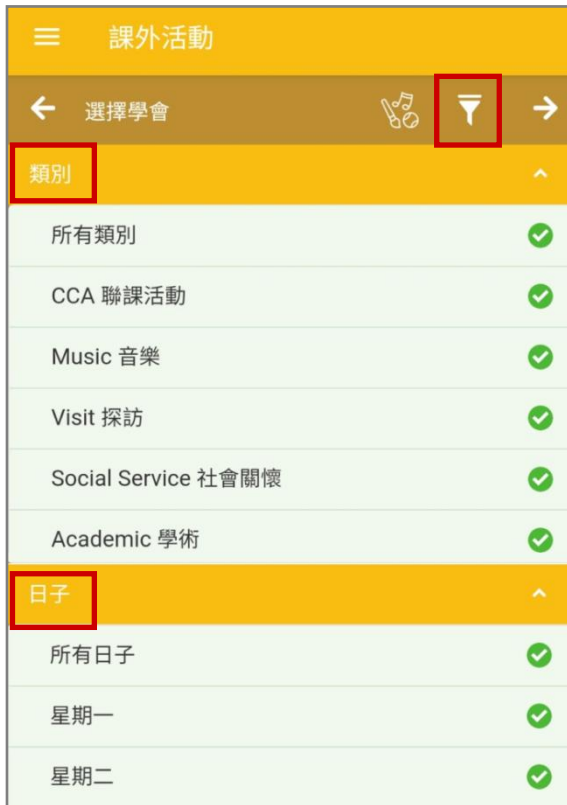 課外活動
選擇學會
類別
所有類別
CCA 聯課活動
Music 音樂
Visit 探訪
Social Service 社會關懷
Academic 學術
日子
所有日子
星期一
星期二